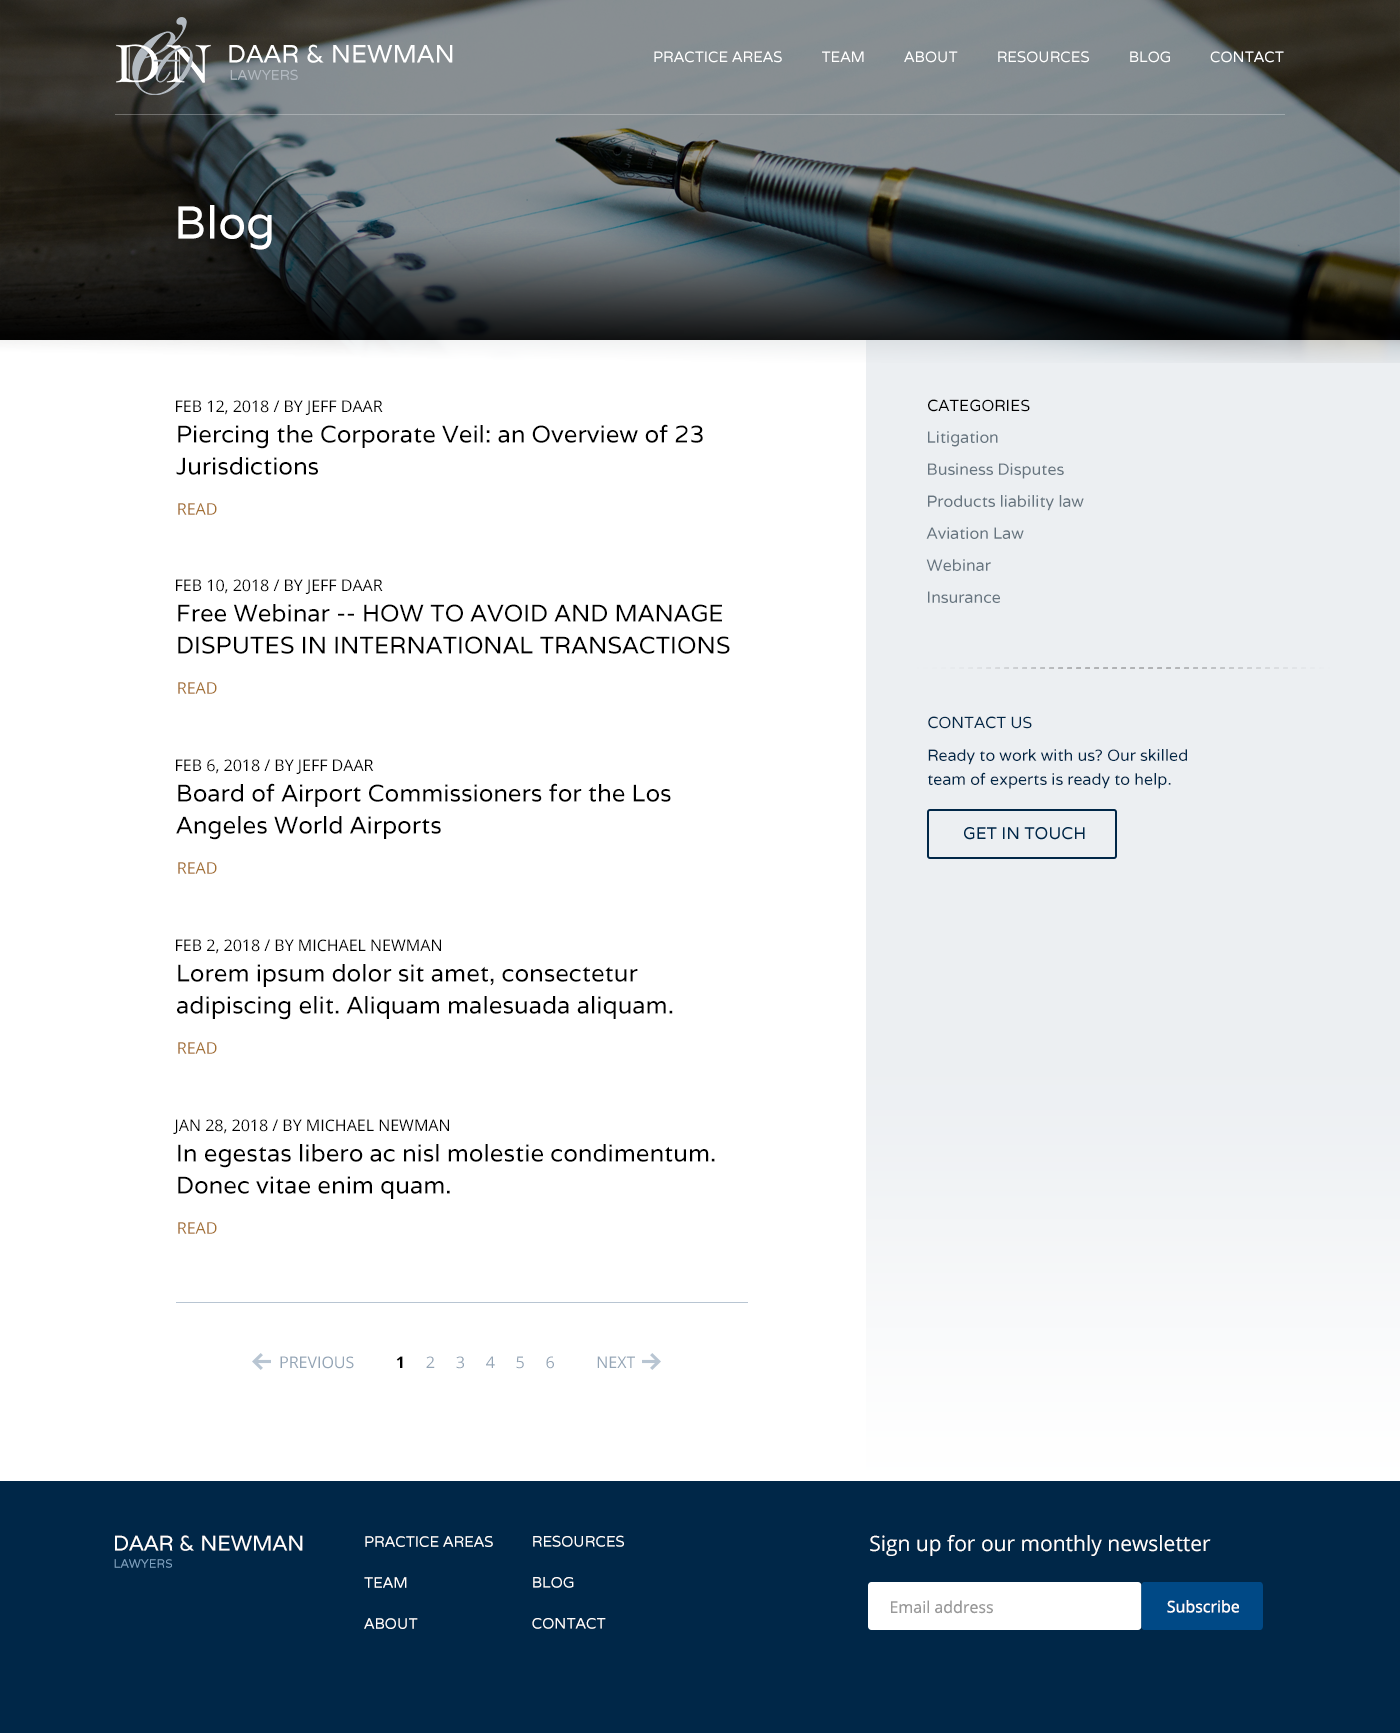 D&N DAAR & NEWMAN
LAWYERS
PRACTICE AREAS TEAM ABOUT RESOURCES BLOG CONTACT
Blog
FEB 12, 2018 / BY JEFF DAAR
Piercing the Corporate Veil: an Overview of 23
Jurisdictions
READ
FEB 10, 2018 / BY JEFF DAAR
Free Webinar -- HOW TO AVOID AND MANAGE
DISPUTES IN INTERNATIONAL TRANSACTIONS
READ
FEB 6, 2018 / BY JEFF DAAR
Board of Airport Commissioners for the Los
Angeles World Airports
READ
FEB 2, 2018 / BY MICHAEL NEWMAN
Lorem ipsum dolor sit amet, consectetur
adipiscing elit. Aliquam malesuada aliquam.
READ
JAN 28, 2018 / BY MICHAEL NEWMAN
In egestas libero ac nisl molestie condimentum.
Donec vitae enim quam.
READ
PREVIOUS 1 2 3 4 5 6 NEXT
CATEGORIES
Litigation
Business Disputes
Products liability law
Aviation Law
Webinar
Insurance
CONTACT US
Ready to work with us? Our skilled
team of experts is ready to help.
GET IN TOUCH
DAAR & NEWMAN
LAWYERS
PRACTICE AREAS
TEAM
ABOUT
RESOURCES
BLOG
CONTACT
Sign up for our monthly newsletter
Email address Subscribe